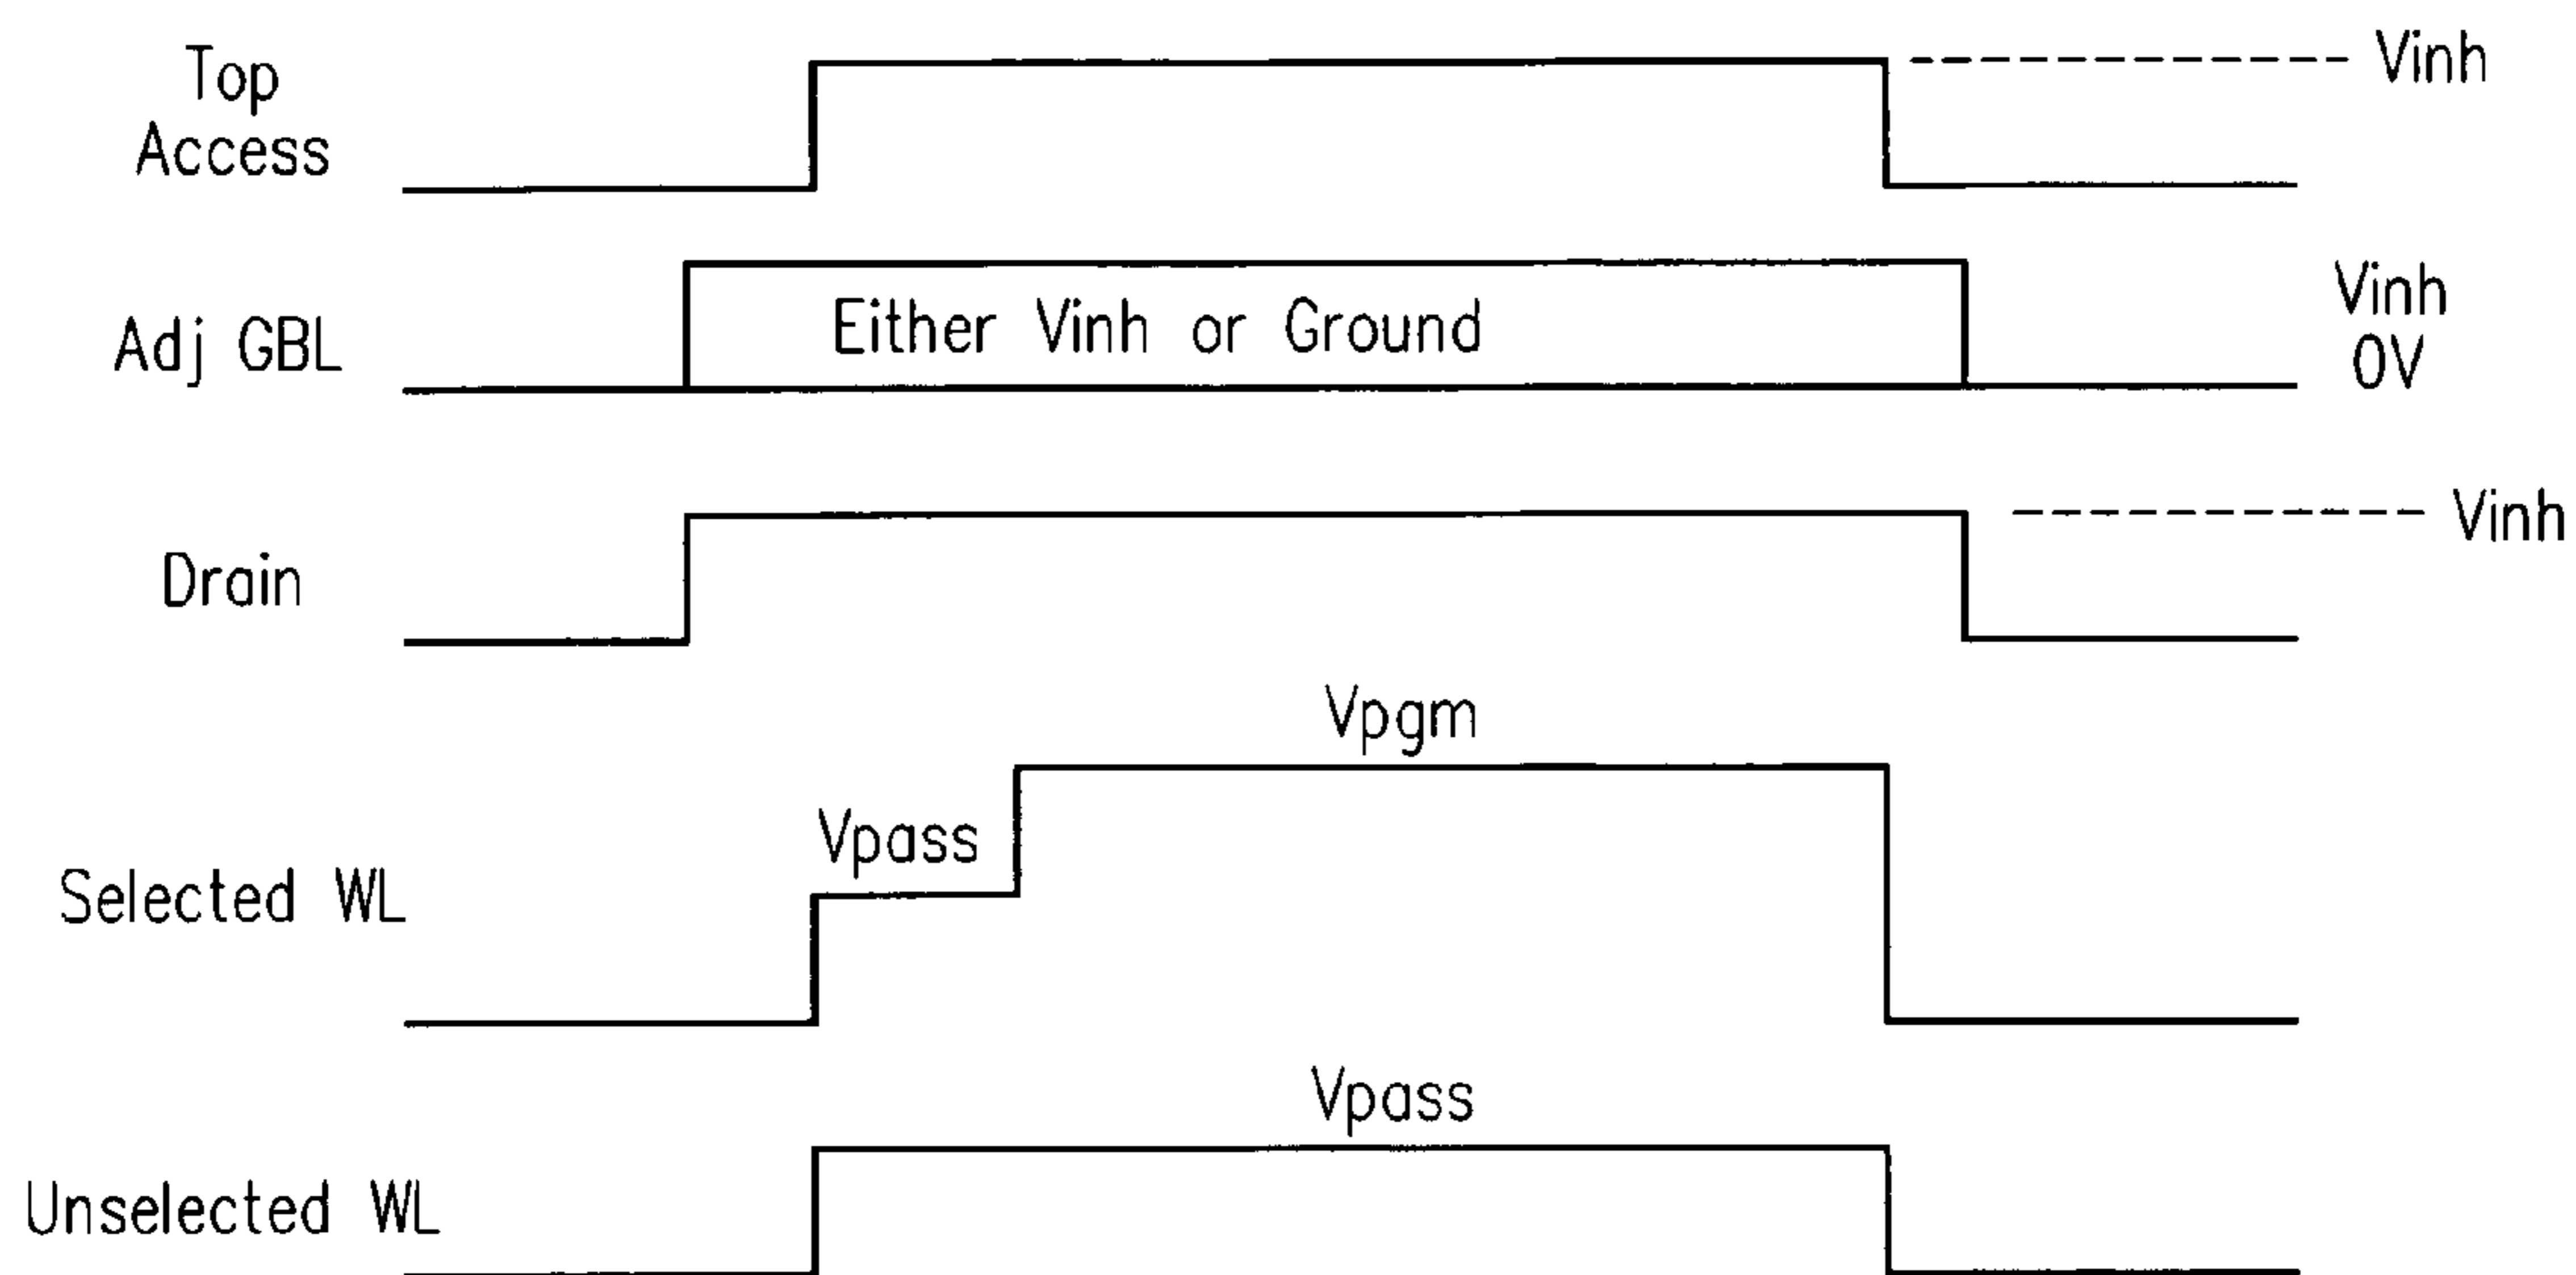 Top
Access
Vinh
Adj GBL
Either Vinh or Ground
Vinh
0V
Drain
Vinh
Vpgm
Vpass
Selected WL
Vpass
Unselected WL